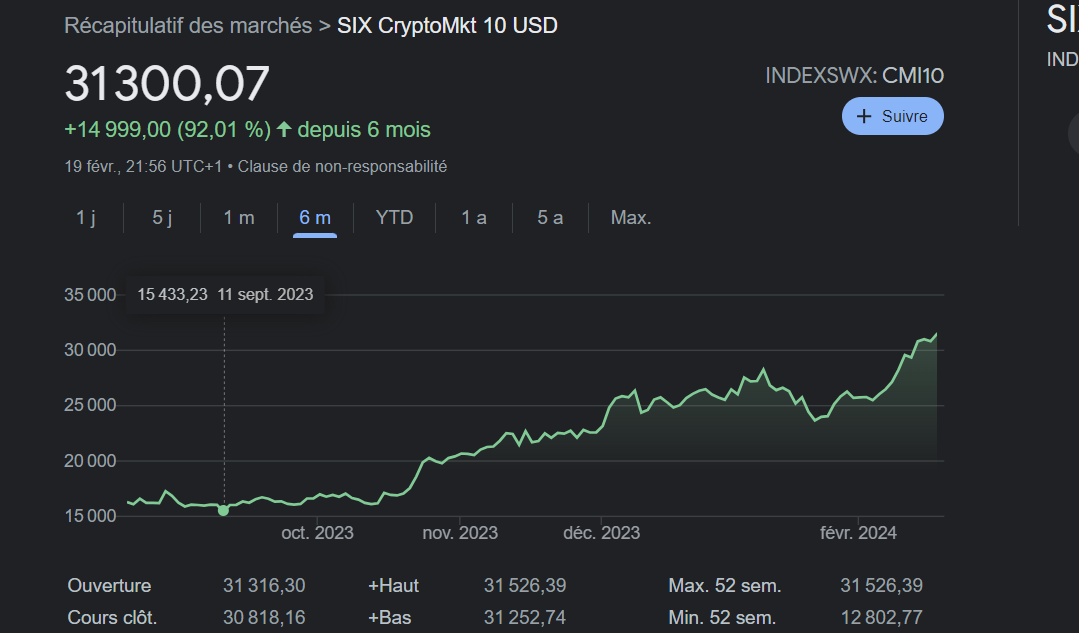 Récapitulatif des marchés > SIX CryptoMkt 10 USD
SI
31 300,07
INDEXSWX: CMI10
IND
+ Suivre
+14 999,00 (92,01 %) ↑ depuis 6 mois
19 févr., 21:56 UTC+1 • Clause de non-responsabilité
1 j 5 j 1 m 6 m YTD 1 a 5 a Max.
35 000
15 433,23 11 sept. 2023
30 000
25 000
20 000
15 000
oct. 2023 nov. 2023 déc. 2023 févr. 2024
Ouverture 31 316,30 +Haut 31 526,39 Max. 52 sem. 31 526,39
Cours clôt. 30 818,16 +Bas 31 252,74 Min. 52 sem. 12 802,77